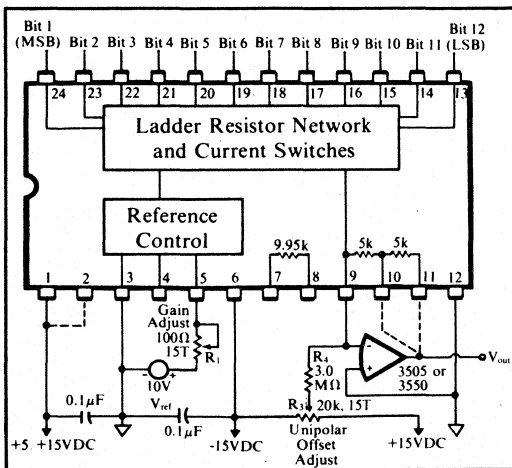 Bit 1 Bit 12
(MSB) Bit 2 Bit 3 Bit 4 Bit 5 Bit 6 Bit 7 Bit 8 Bit 9 Bit 10 Bit 11 (LSB)
24 23 22 21 20 19 18 17 16 15 14 13
Ladder Resistor Network
and Current Switches
Reference
Control
9.95k 5k 5k
1 2 3 4 5 6 7 8 9 10 11 12
Gain
Adjust
100Ω
15T
R1
- +
10V
Vref
0.1μF
0.1μF
+5, +15VDC
-15VDC
R4
3.0
MΩ
R3 20k, 15T
Unipolar
Offset
Adjust
+15VDC
-
+
3505 or
3550
Vout